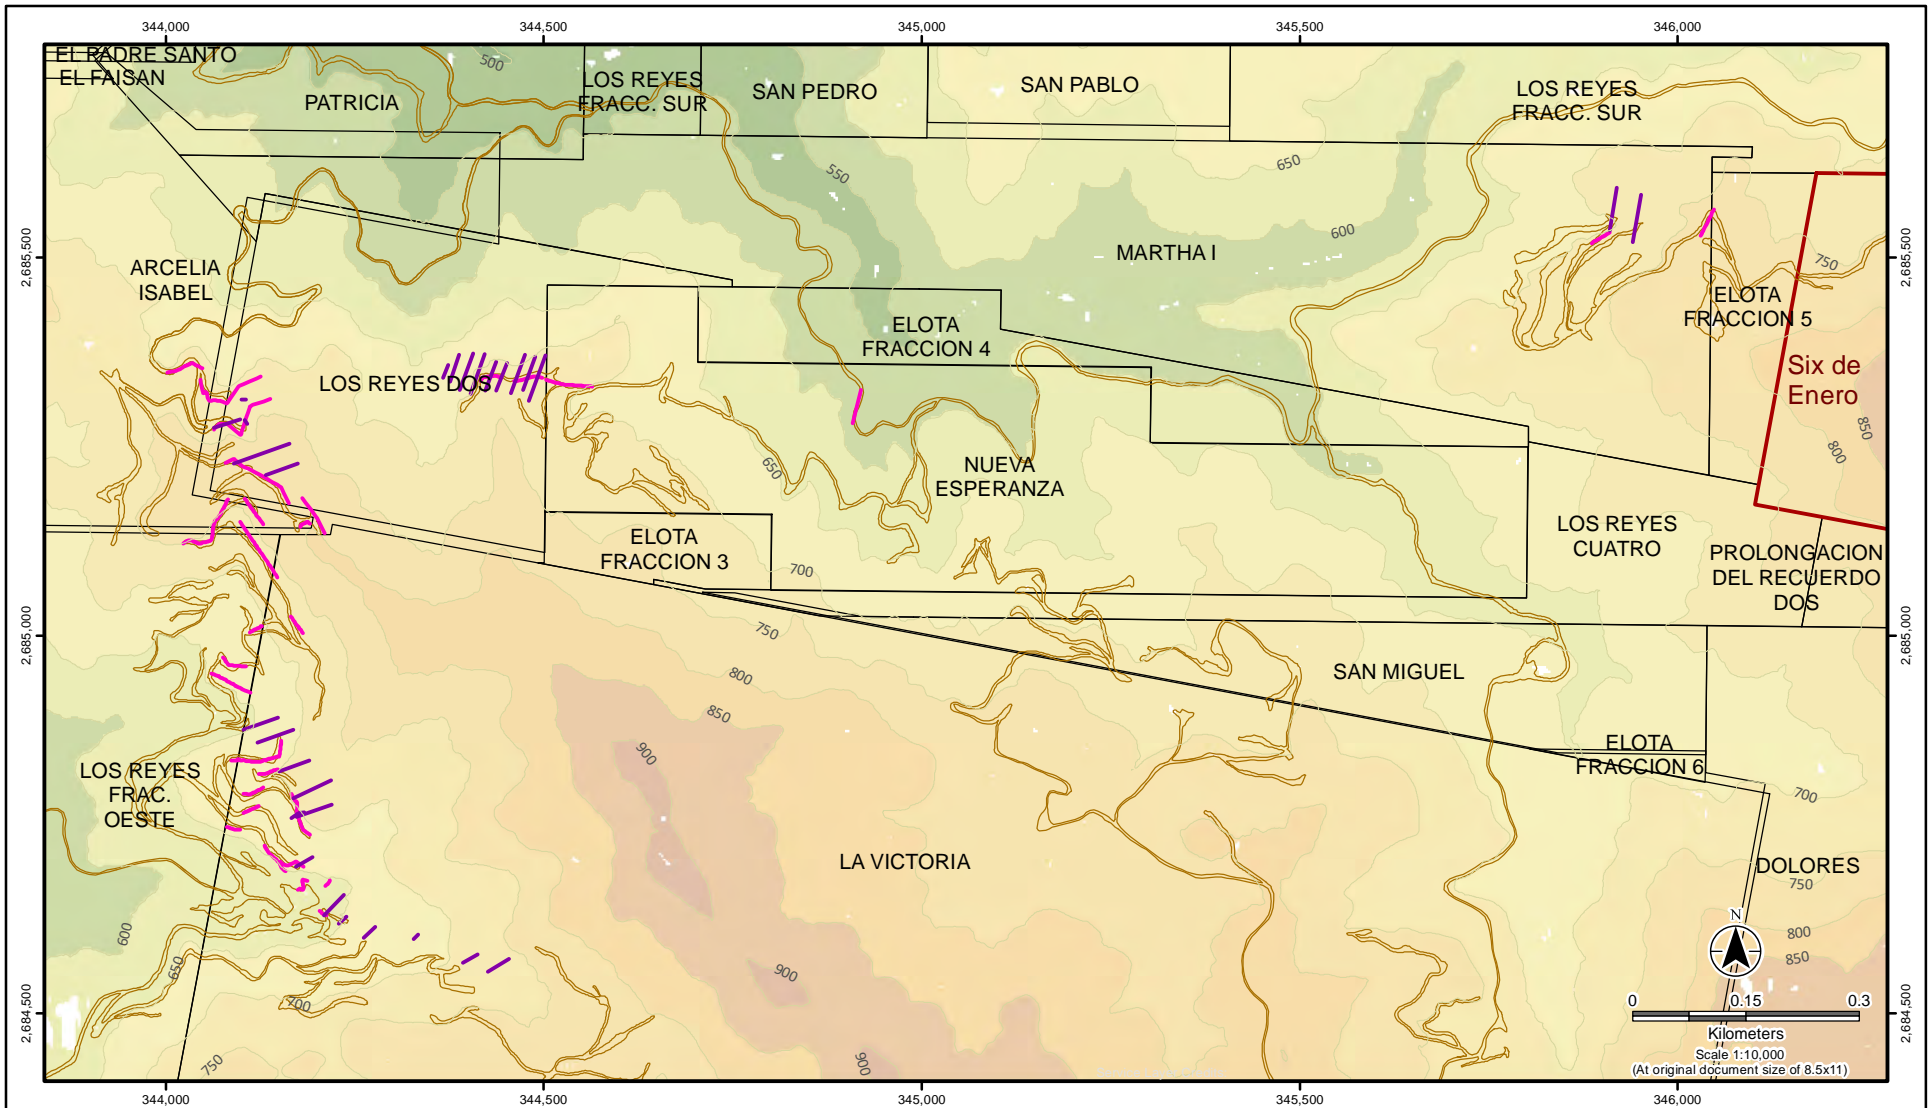 344,000
344,500
345,000
345,500
346,000
EL PADRE SANTO
EL FAISAN
PATRICIA
500
LOS REYES
FRACC. SUR
SAN PEDRO
SAN PABLO
LOS REYES
FRACC. SUR
550
650
600
MARTHA I
2,685,500
2,685,500
ARCELIA
ISABEL
750
ELOTA
FRACCION 5
ELOTA
FRACCION 4
LOS REYES DOS
Six de
Enero
850
800
650
NUEVA
ESPERANZA
ELOTA
FRACCION 3
LOS REYES
CUATRO
PROLONGACION
DEL RECUERDO
DOS
700
750
2,685,000
2,685,000
800
SAN MIGUEL
850
900
ELOTA
FRACCION 6
LOS REYES
FRAC.
OESTE
700
LA VICTORIA
DOLORES
750
600
650
N
800
850
900
700
750
900
2,684,500
2,684,500
0
0.15
0.3
Kilometers
Scale 1:10,000
(At original document size of 8.5x11)
344,000
344,500
345,000
345,500
346,000